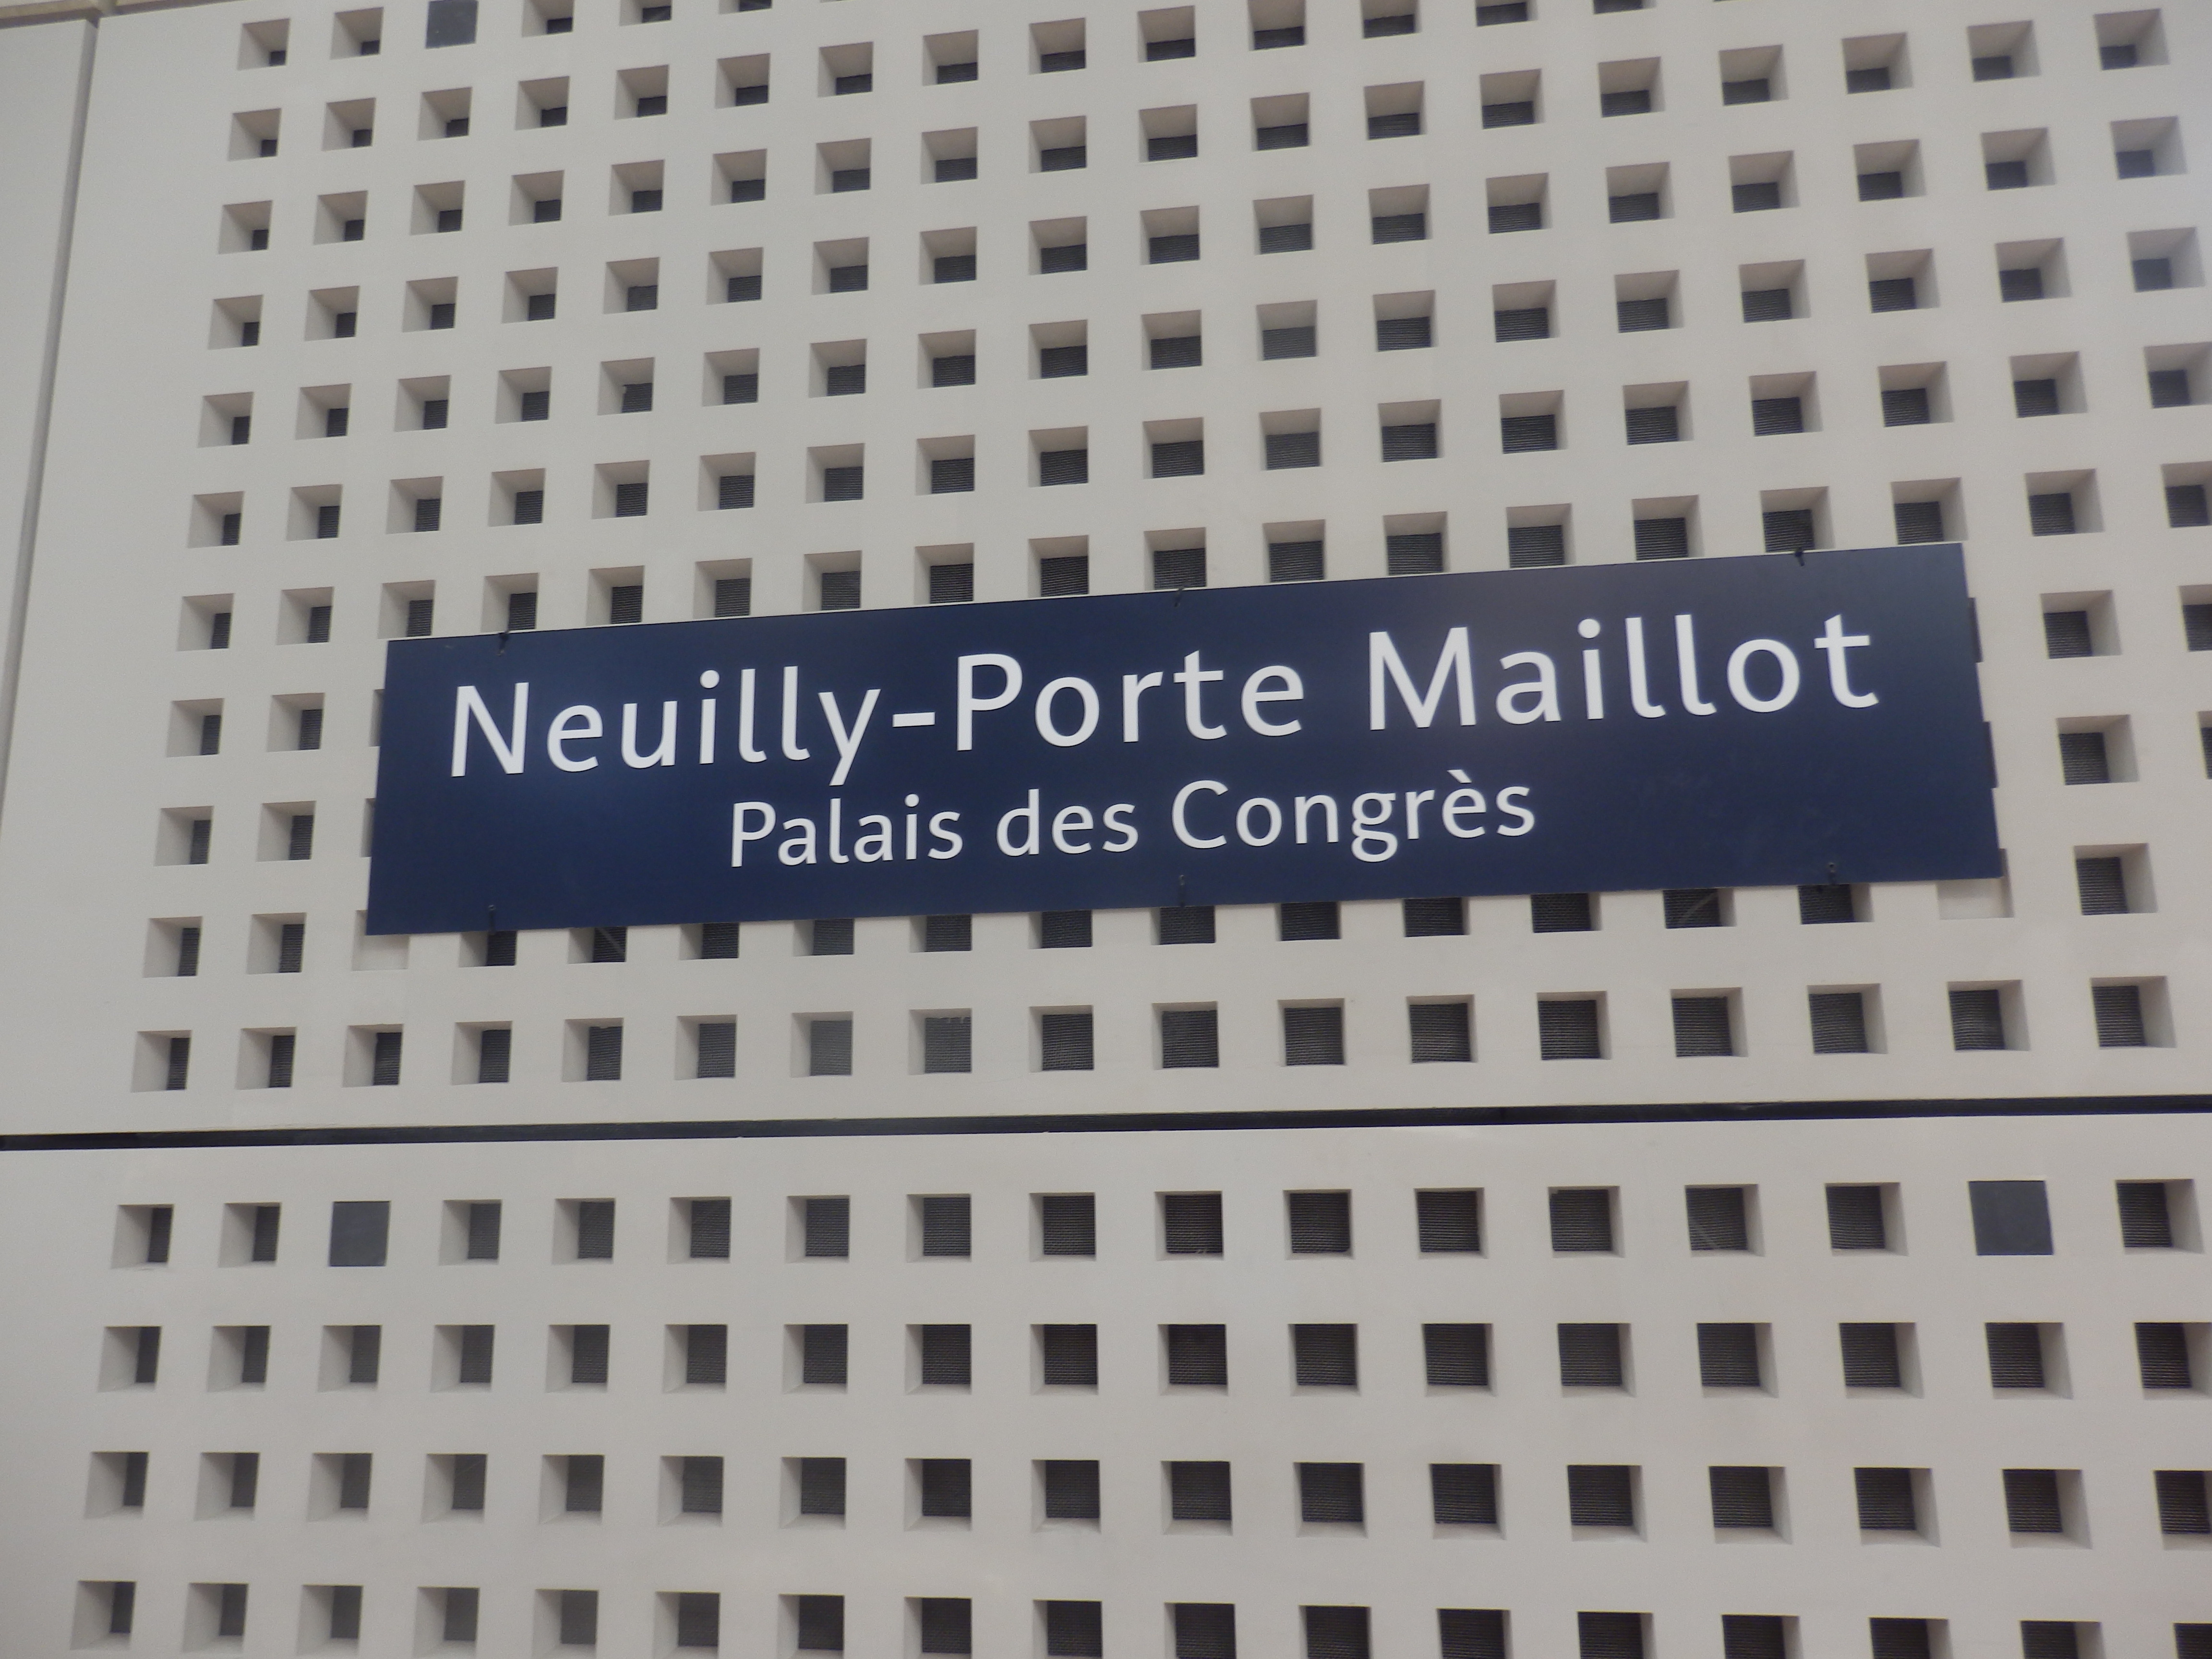 Neuilly-Porte Maillot
Palais des Congrès